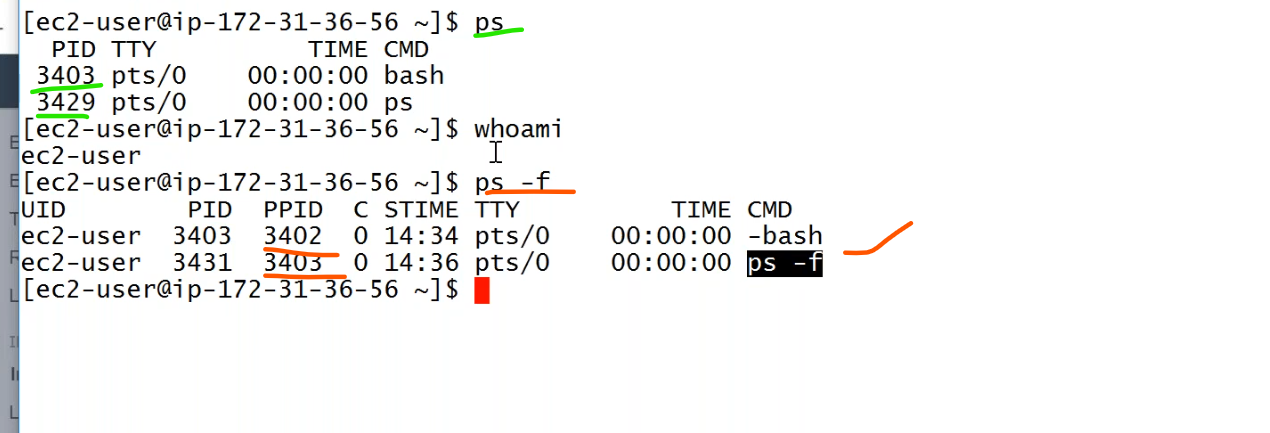 [ec2-user@ip-172-31-36-56 ~]$ ps
  PID TTY          TIME CMD
 3403 pts/0    00:00:00 bash
 3429 pts/0    00:00:00 ps
[ec2-user@ip-172-31-36-56 ~]$ whoami
ec2-user
[ec2-user@ip-172-31-36-56 ~]$ ps -f
UID        PID  PPID  C STIME TTY          TIME CMD
ec2-user  3403  3402  0 14:34 pts/0    00:00:00 -bash
ec2-user  3431  3403  0 14:36 pts/0    00:00:00 ps -f
[ec2-user@ip-172-31-36-56 ~]$